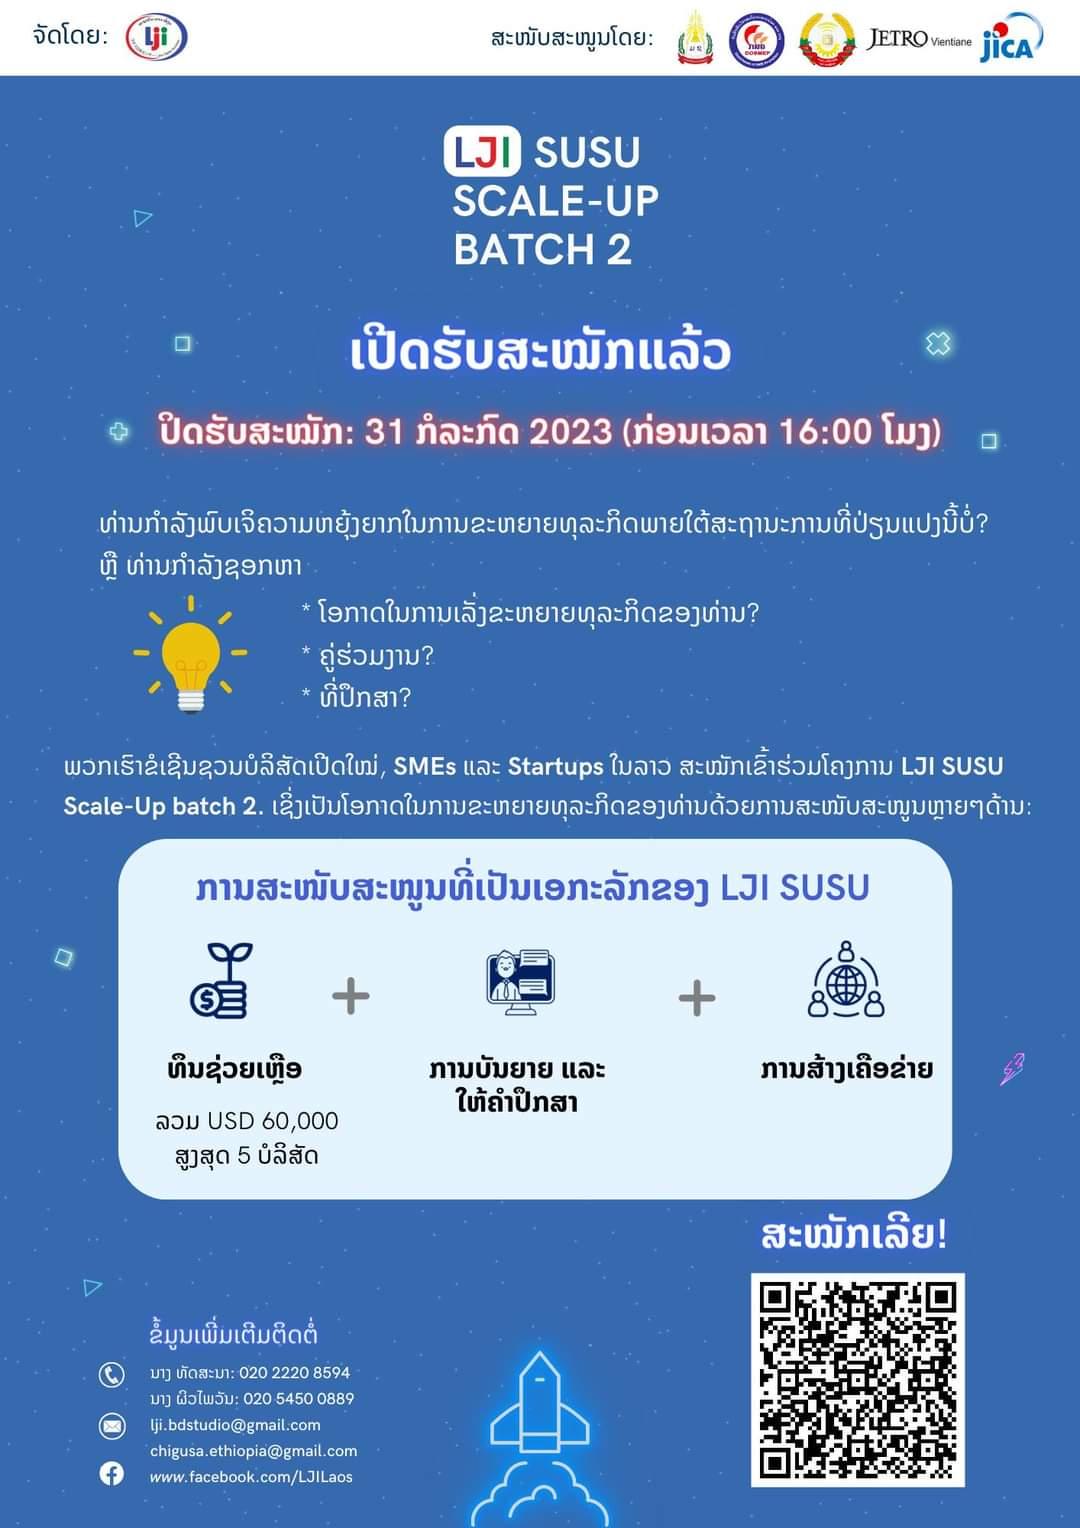 ຈັດໂດຍ: Lji ສະໜັບສະໜູນໂດຍ: DOSMEP JETRO Vientiane JICA
LJI SUSU
SCALE-UP
BATCH 2
ເປີດຮັບສະໝັກແລ້ວ
ປິດຮັບສະໝັກ: 31 ກໍລະກົດ 2023 (ກ່ອນເວລາ 16:00 ໂມງ)
ທ່ານກຳລັງພົບເຈິຄວາມຫຍຸ້ງຍາກໃນການຂະຫຍາຍທຸລະກິດພາຍໃຕ້ສະຖານະການທີ່ປ່ຽນແປງນີ້ບໍ່?
ຫຼື ທ່ານກຳລັງຊອກຫາ
* ໂອກາດໃນການເລັ່ງຂະຫຍາຍທຸລະກິດຂອງທ່ານ?
* ຄູ່ຮ່ວມງານ?
* ທີ່ປຶກສາ?
ພວກເຮົາຂໍເຊີນຊວນບໍລິສັດເປີດໃໝ່, SMEs ແລະ Startups ໃນລາວ ສະໝັກເຂົ້າຮ່ວມໂຄງການ LJI SUSU
Scale-Up batch 2. ເຊິ່ງເປັນໂອກາດໃນການຂະຫຍາຍທຸລະກິດຂອງທ່ານດ້ວຍການສະໜັບສະໜູນຫຼາຍໆດ້ານ:
ການສະໜັບສະໜູນທີ່ເປັນເອກະລັກຂອງ LJI SUSU
ທຶນຊ່ວຍເຫຼືອ
ລວມ USD 60,000
ສູງສຸດ 5 ບໍລິສັດ
ການບັນຍາຍ ແລະ
ໃຫ້ຄຳປຶກສາ
ການສ້າງເຄືອຂ່າຍ
ສະໝັກເລີຍ!
ຂໍ້ມູນເພີ່ມເຕີມຕິດຕໍ່
ນາງ ທັດສະນາ: 020 2220 8594
ນາງ ຜິວໄພວັນ: 020 5450 0889
lji.bdstudio@gmail.com
chigusa.ethiopia@gmail.com
www.facebook.com/LJILaos